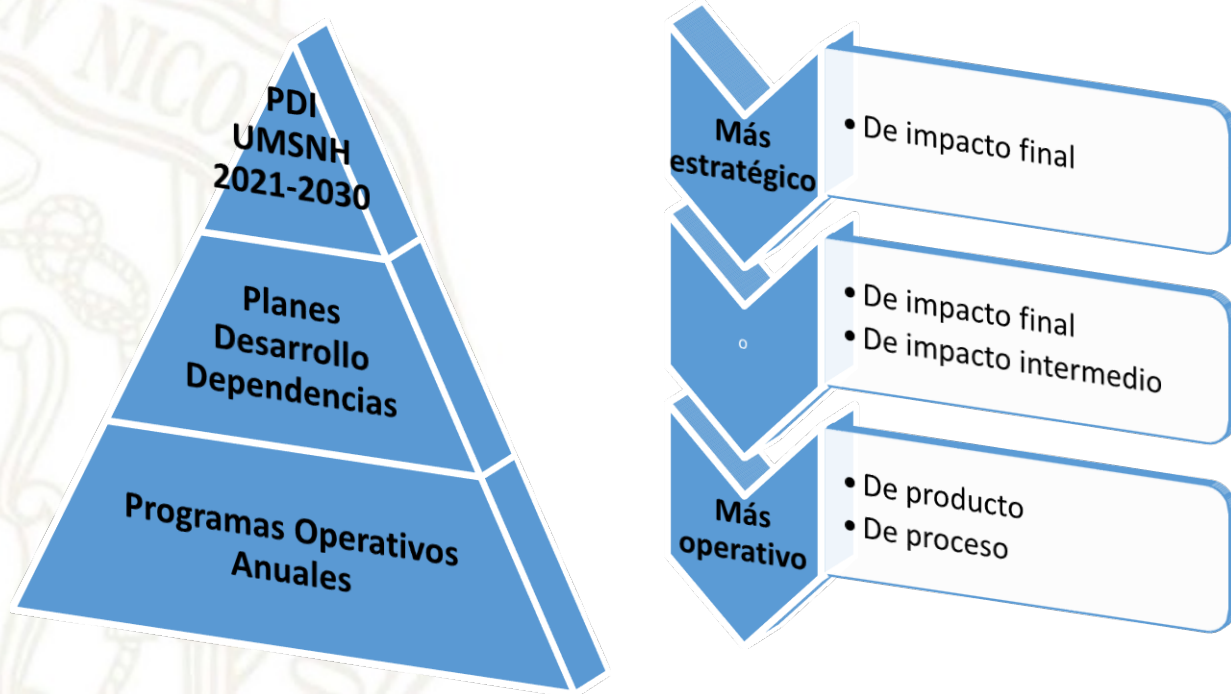 PDI
UMSNH
2021-2030
Planes
Desarrollo
Dependencias
Programas Operativos
Anuales
Más
estratégico
• De impacto final
o
• De impacto final
• De impacto intermedio
Más
operativo
• De producto
• De proceso
N NICO